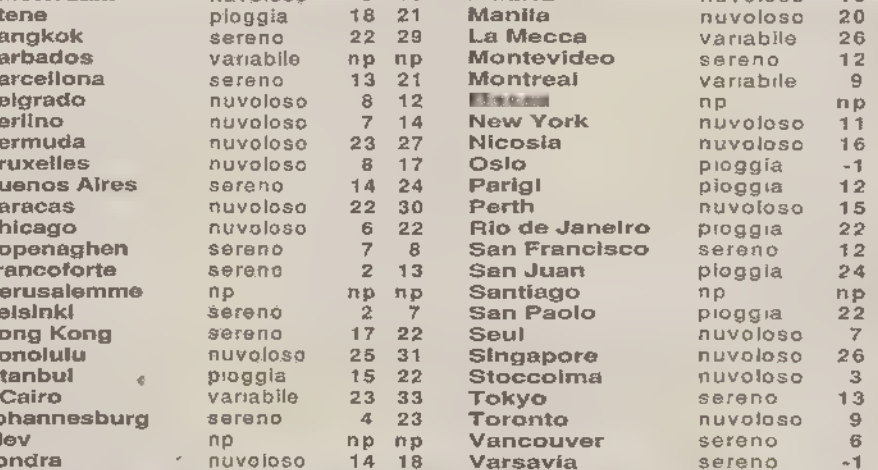 tene pioggia 18 21
angkok sereno 22 29
arbados variabile np np
arcellona sereno 13 21
elgrado nuvoloso 8 12
erlino nuvoloso 7 14
ermuda nuvoloso 23 27
ruxelles nuvoloso 8 17
uenos Aires sereno 14 24
aracas nuvoloso 22 30
hicago nuvoloso 6 22
openaghen sereno 7 8
rancoforte sereno 2 13
erusalemme np np np
elsinki sereno 2 7
ong Kong sereno 17 22
onolulu nuvoloso 25 31
tanbul pioggia 15 22
Cairo variabile 23 33
ohannesburg sereno 4 23
iev np np np
ondra nuvoloso 14 18
Manila nuvoloso 20
La Mecca variabile 26
Montevideo sereno 12
Montreal variabile 9
np np
New York nuvoloso 11
Nicosia nuvoloso 16
Oslo pioggia -1
Parigi pioggia 12
Perth nuvoloso 15
Rio de Janeiro pioggia 22
San Francisco sereno 12
San Juan pioggia 24
Santiago np np
San Paolo pioggia 22
Seul nuvoloso 7
Singapore nuvoloso 26
Stoccolma nuvoloso 3
Tokyo sereno 13
Toronto nuvoloso 9
Vancouver sereno 6
Varsavia sereno -1